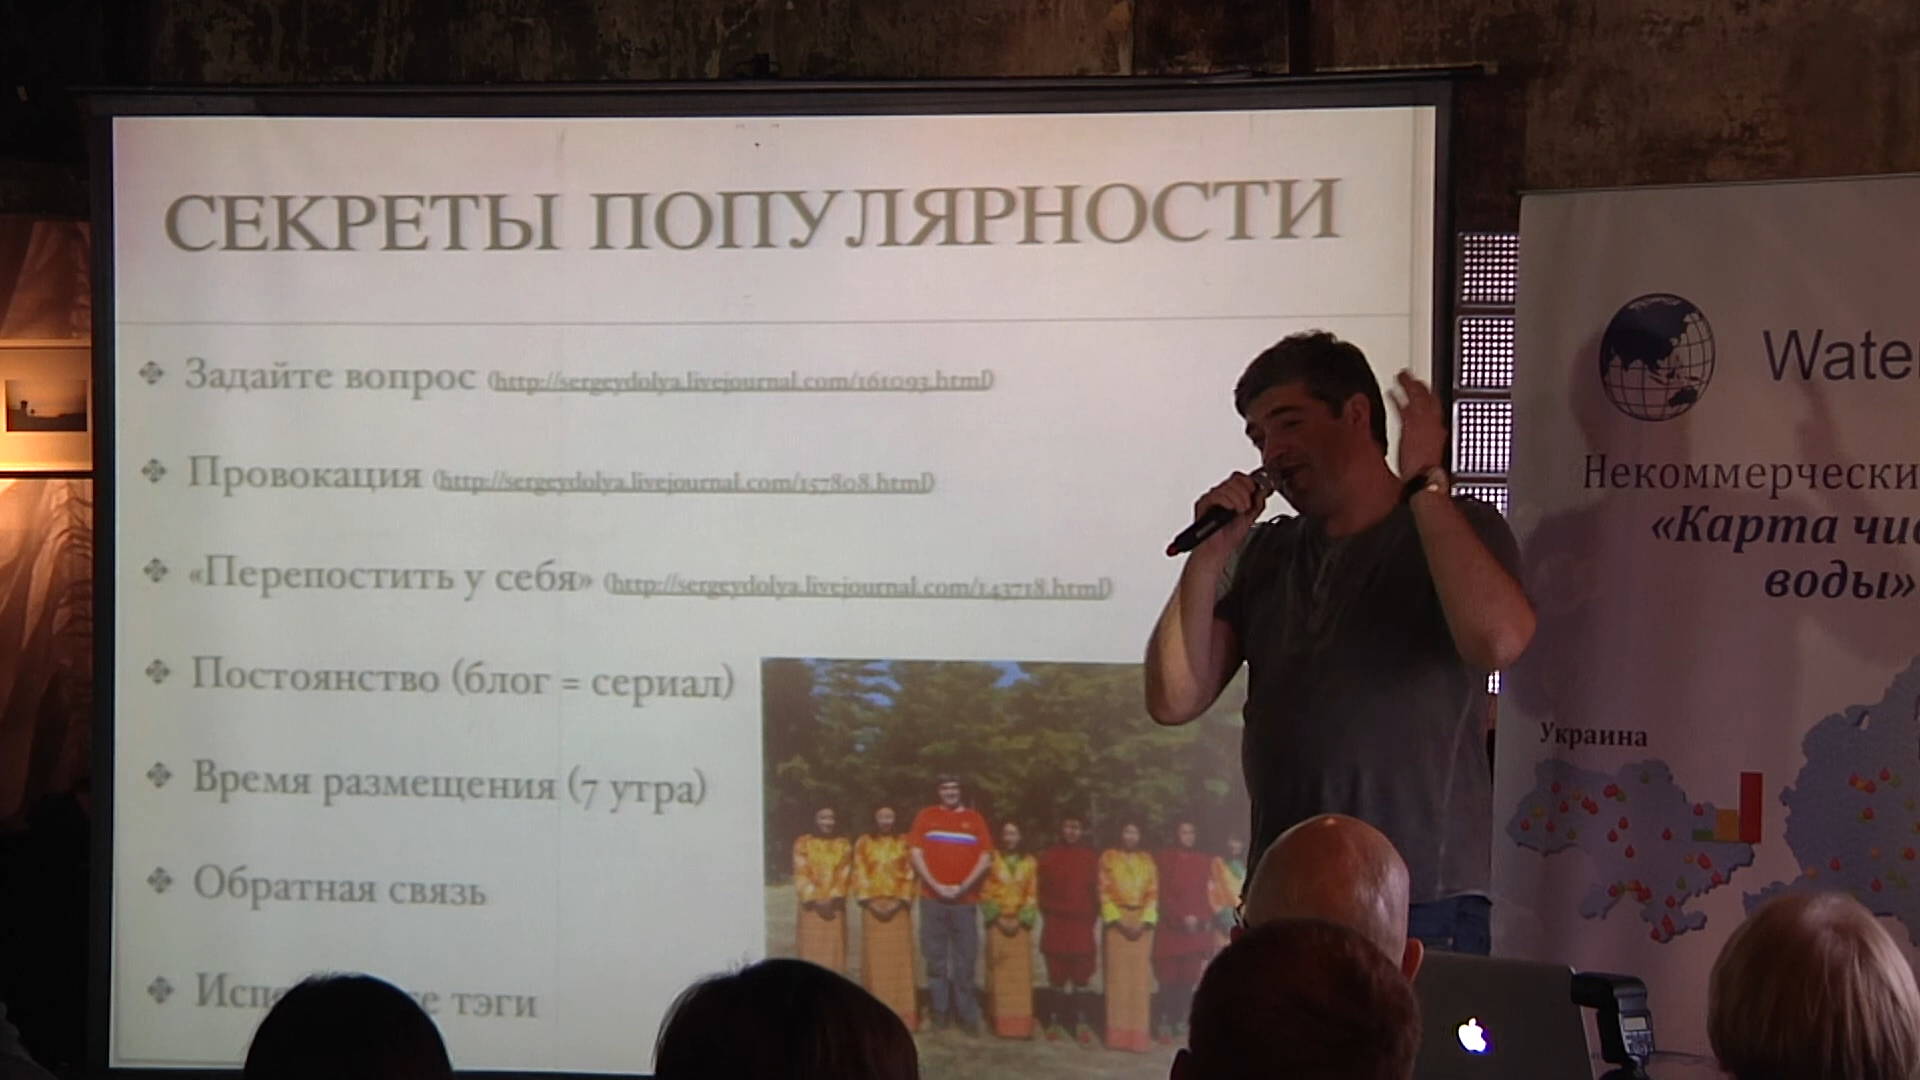 СЕКРЕТЫ ПОПУЛЯРНОСТИ
Задайте вопрос (http://sergeydolya.livejournal.com/161093.html)
Провокация (http://sergeydolya.livejournal.com/157808.html)
«Перепостить у себя» (http://sergeydolya.livejournal.com/143718.html)
Постоянство (блог = сериал)
Время размещения (7 утра)
Обратная связь
тэги
Wate
Некоммерчески
«Карта чис
воды»
Украина